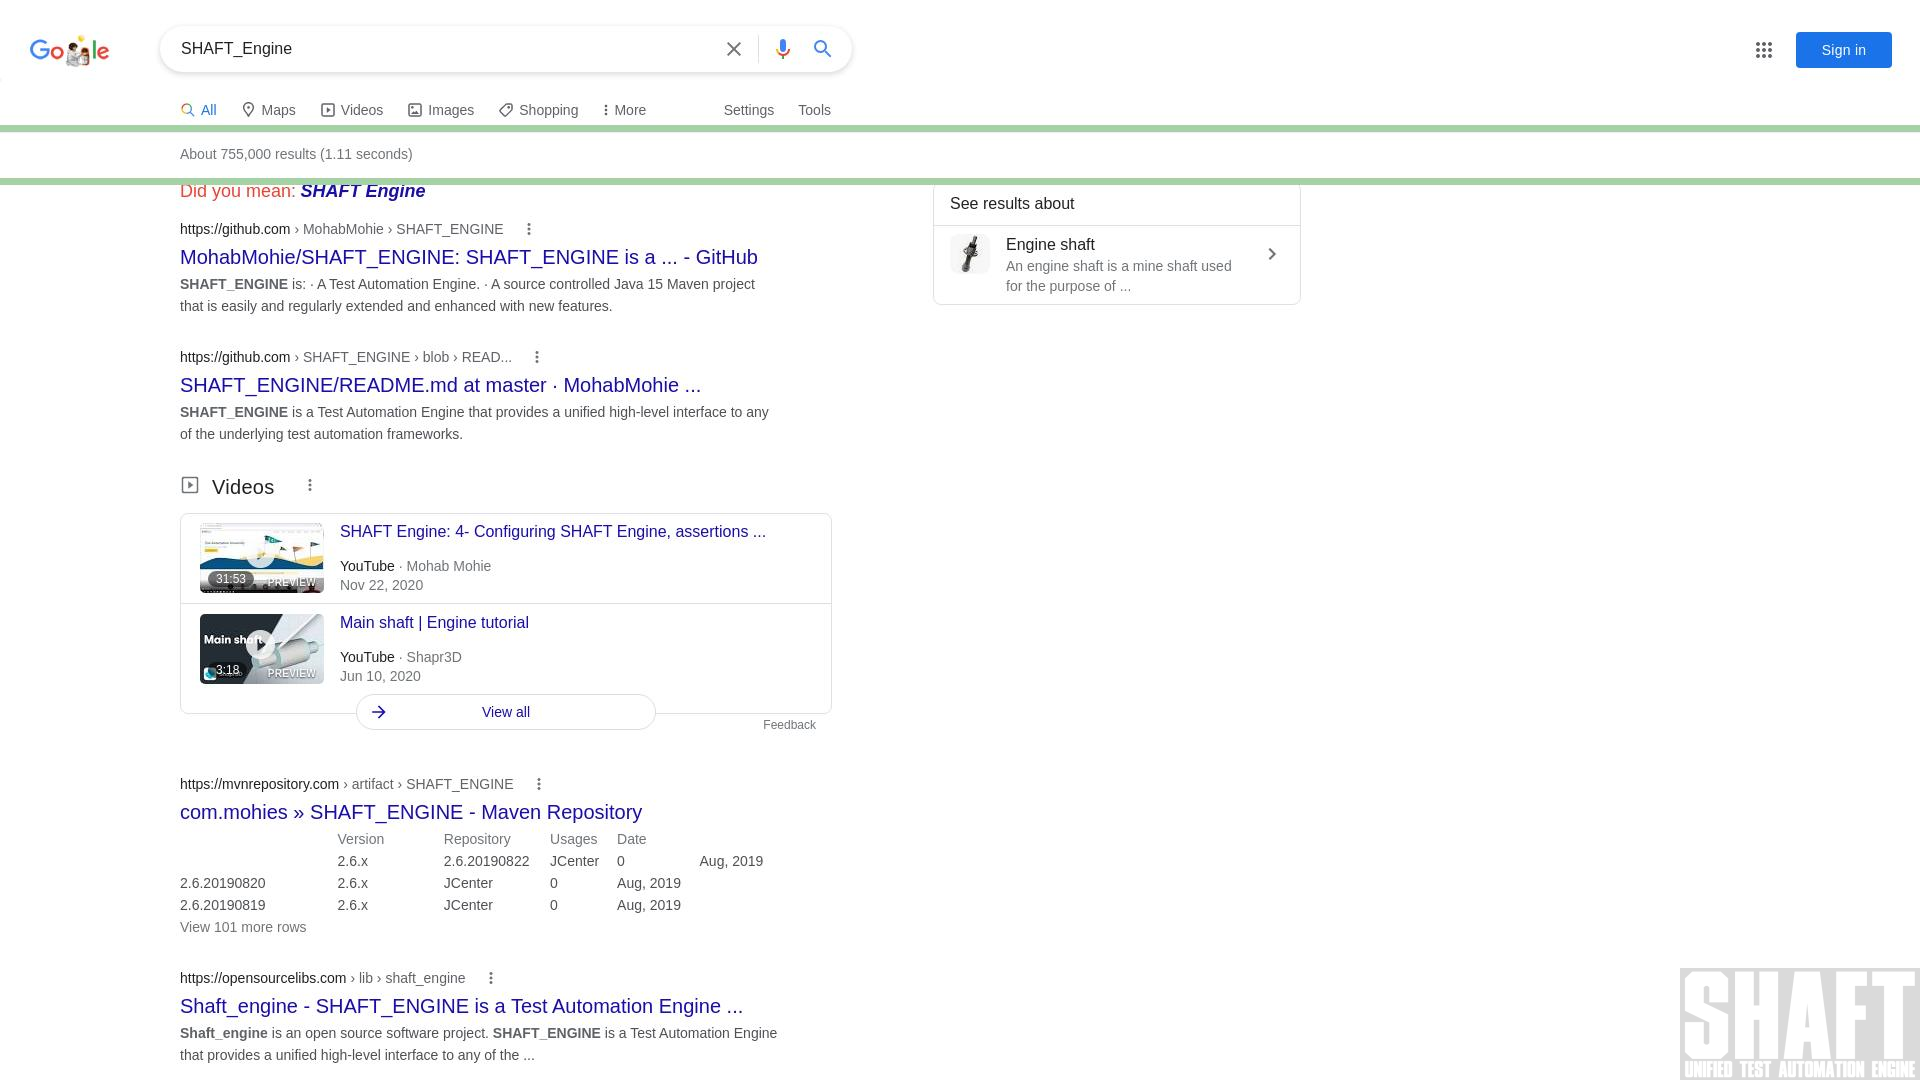 Google
SHAFT_Engine
Sign in
All
Maps
Videos
Images
Shopping
More
Settings
Tools
About 755,000 results (1.11 seconds)
Did you mean: SHAFT Engine
https://github.com › MohabMohie › SHAFT_ENGINE
MohabMohie/SHAFT_ENGINE: SHAFT_ENGINE is a ... - GitHub
SHAFT_ENGINE is: · A Test Automation Engine. · A source controlled Java 15 Maven project
that is easily and regularly extended and enhanced with new features.
See results about
Engine shaft
An engine shaft is a mine shaft used
for the purpose of ...
https://github.com › SHAFT_ENGINE › blob › READ...
SHAFT_ENGINE/README.md at master · MohabMohie ...
SHAFT_ENGINE is a Test Automation Engine that provides a unified high-level interface to any
of the underlying test automation frameworks.
Videos
31:53
PREVIEW
SHAFT Engine: 4- Configuring SHAFT Engine, assertions ...
YouTube · Mohab Mohie
Nov 22, 2020
Main shaft
3:18
PREVIEW
Main shaft | Engine tutorial
YouTube · Shapr3D
Jun 10, 2020
View all
Feedback
https://mvnrepository.com › artifact › SHAFT_ENGINE
com.mohies » SHAFT_ENGINE - Maven Repository
Version Repository Usages Date
2.6.x 2.6.20190822 JCenter 0 Aug, 2019
2.6.20190820 2.6.x JCenter 0 Aug, 2019
2.6.20190819 2.6.x JCenter 0 Aug, 2019
View 101 more rows
https://opensourcelibs.com › lib › shaft_engine
Shaft_engine - SHAFT_ENGINE is a Test Automation Engine ...
Shaft_engine is an open source software project. SHAFT_ENGINE is a Test Automation Engine
that provides a unified high-level interface to any of the ...
SHAFT
UNIFIED TEST AUTOMATION ENGINE